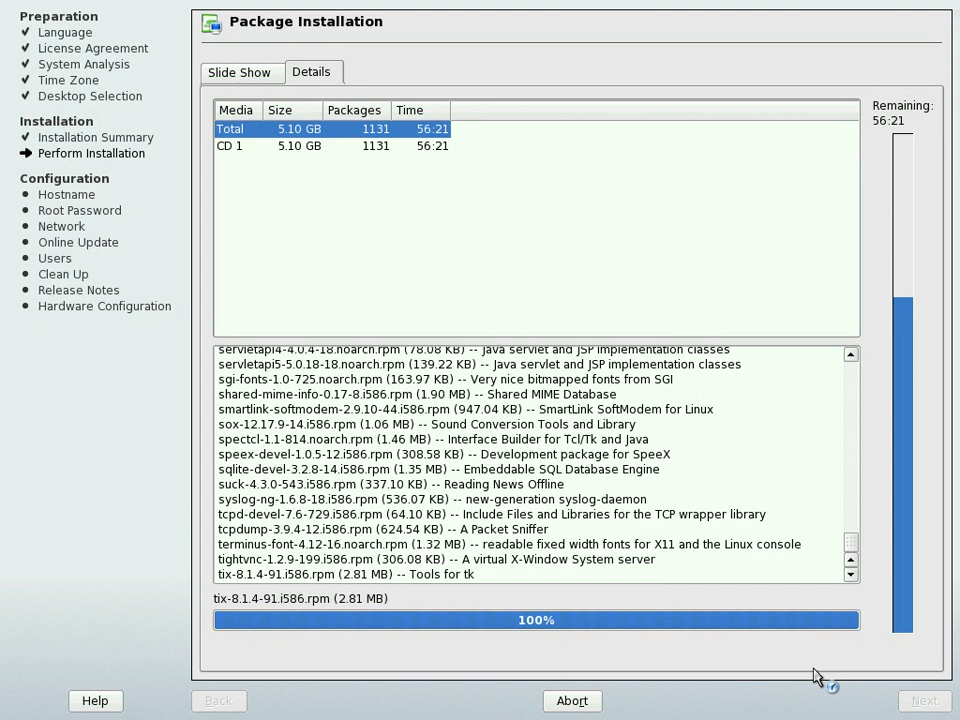 Preparation
Language
License Agreement
System Analysis
Time Zone
Desktop Selection
Installation
Installation Summary
Perform Installation
Configuration
Hostname
Root Password
Network
Online Update
Users
Clean Up
Release Notes
Hardware Configuration
Package Installation
Slide Show Details
Media Size Packages Time
Total 5.10 GB 1131 56:21
CD 1 5.10 GB 1131 56:21
Remaining:
56:21
servletapi4-4.0.4-18.noarch.rpm (78.08 KB) -- Java servlet and JSP implementation classes
servletapi5-5.0.18-18.noarch.rpm (139.22 KB) -- Java servlet and JSP implementation classes
sgi-fonts-1.0-725.noarch.rpm (163.97 KB) -- Very nice bitmapped fonts from SGI
shared-mime-info-0.17-8.i586.rpm (1.90 MB) -- Shared MIME Database
smartlink-softmodem-2.9.10-44.i586.rpm (947.04 KB) -- SmartLink SoftModem for Linux
sox-12.17.9-14.i586.rpm (1.06 MB) -- Sound Conversion Tools and Library
spectcl-1.1-814.noarch.rpm (1.46 MB) -- Interface Builder for Tcl/Tk and Java
speex-devel-1.0.5-12.i586.rpm (308.58 KB) -- Development package for SpeeX
sqlite-devel-3.2.8-14.i586.rpm (1.35 MB) -- Embeddable SQL Database Engine
suck-4.3.0-543.i586.rpm (337.10 KB) -- Reading News Offline
syslog-ng-1.6.8-18.i586.rpm (536.07 KB) -- new-generation syslog-daemon
tcpd-devel-7.6-729.i586.rpm (64.10 KB) -- Include Files and Libraries for the TCP wrapper library
tcpdump-3.9.4-12.i586.rpm (624.54 KB) -- A Packet Sniffer
terminus-font-4.12-16.noarch.rpm (1.32 MB) -- readable fixed width fonts for X11 and the Linux console
tightvnc-1.2.9-199.i586.rpm (306.08 KB) -- A virtual X-Window System server
tix-8.1.4-91.i586.rpm (2.81 MB) -- Tools for tk
tix-8.1.4-91.i586.rpm (2.81 MB)
100%
Help Back Abort Next